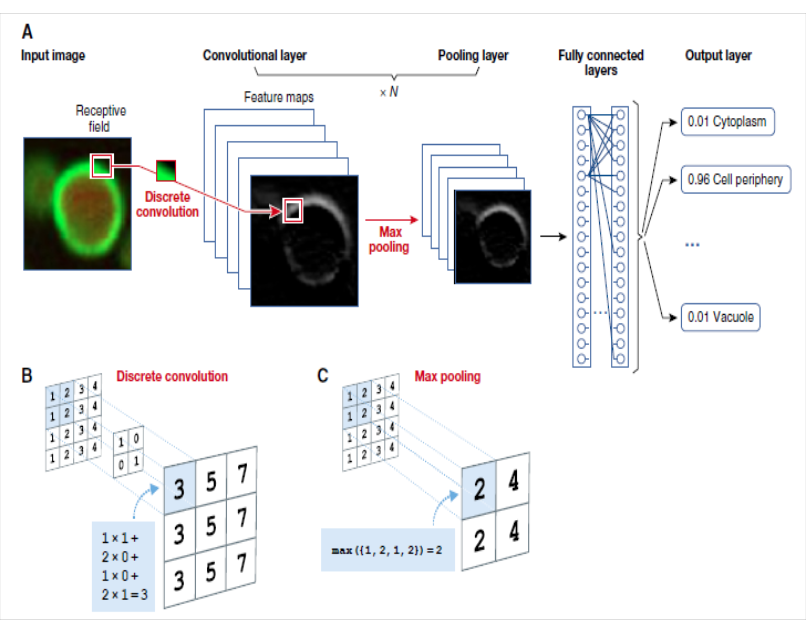 A
Input image
Convolutional layer
Pooling layer
Fully connected
layers
Output layer
× N
Feature maps
Receptive
field
Discrete
convolution
Max
pooling
0.01 Cytoplasm
0.96 Cell periphery
...
0.01 Vacuole
...
B
Discrete convolution
1 2 3 4
1 2 3 4
1 2 3 4
1 2 3 4
1 0
0 1
3 5 7
3 5 7
3 5 7
1 × 1 +
2 × 0 +
1 × 0 +
2 × 1 = 3
C
Max pooling
1 2 3 4
1 2 3 4
1 2 3 4
1 2 3 4
2 4
2 4
max ({1, 2, 1, 2}) = 2